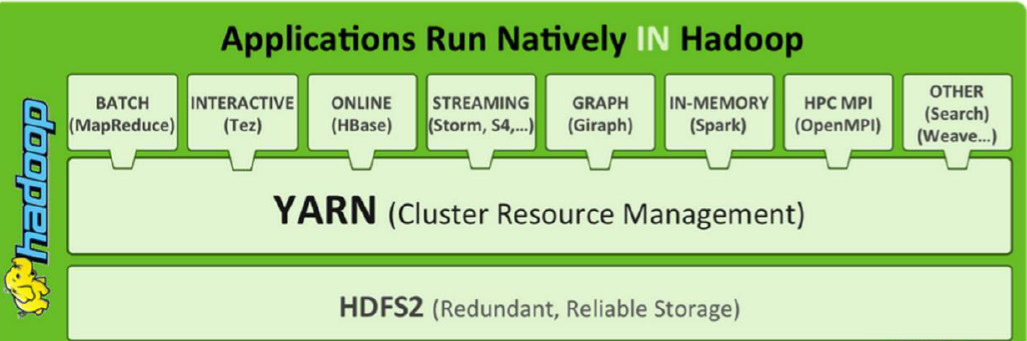 Applications Run Natively IN Hadoop
hadoop
BATCH
(MapReduce)
INTERACTIVE
(Tez)
ONLINE
(HBase)
STREAMING
(Storm, S4,...)
GRAPH
(Giraph)
IN-MEMORY
(Spark)
HPC MPI
(OpenMPI)
OTHER
(Search)
(Weave...)
YARN (Cluster Resource Management)
HDFS2 (Redundant, Reliable Storage)